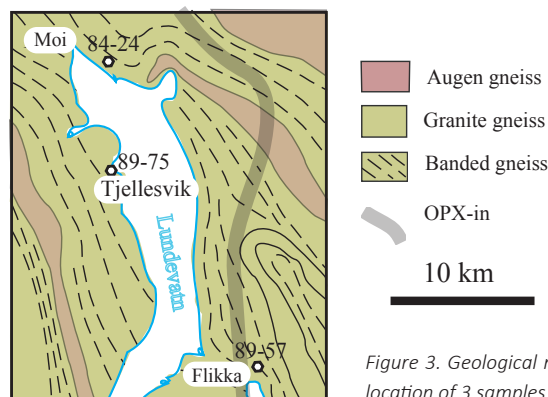 Moi
84-24
89-75
Tjellesvik
Lundevatn
89-57
Flikka
Augen gneiss
Granite gneiss
Banded gneiss
OPX-in
10 km
Figure 3. Geological
location of 3 samples